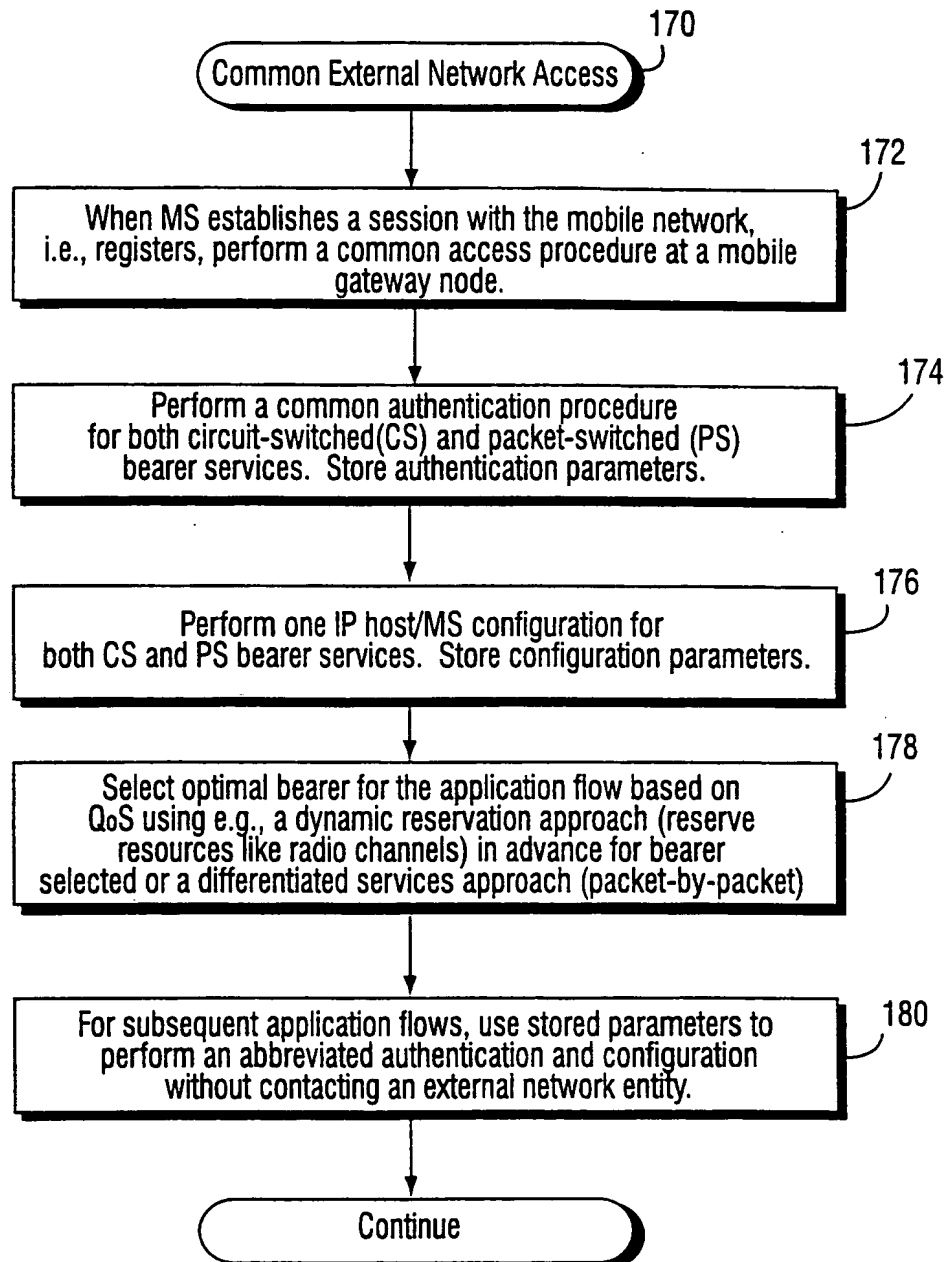 170
Common External Network Access
172
When MS establishes a session with the mobile network,
i.e., registers, perform a common access procedure at a mobile
gateway node.
174
Perform a common authentication procedure
for both circuit-switched(CS) and packet-switched (PS)
bearer services. Store authentication parameters.
176
Perform one IP host/MS configuration for
both CS and PS bearer services. Store configuration parameters.
178
Select optimal bearer for the application flow based on
QoS using e.g., a dynamic reservation approach (reserve
resources like radio channels) in advance for bearer
selected or a differentiated services approach (packet-by-packet)
180
For subsequent application flows, use stored parameters to
perform an abbreviated authentication and configuration
without contacting an external network entity.
Continue